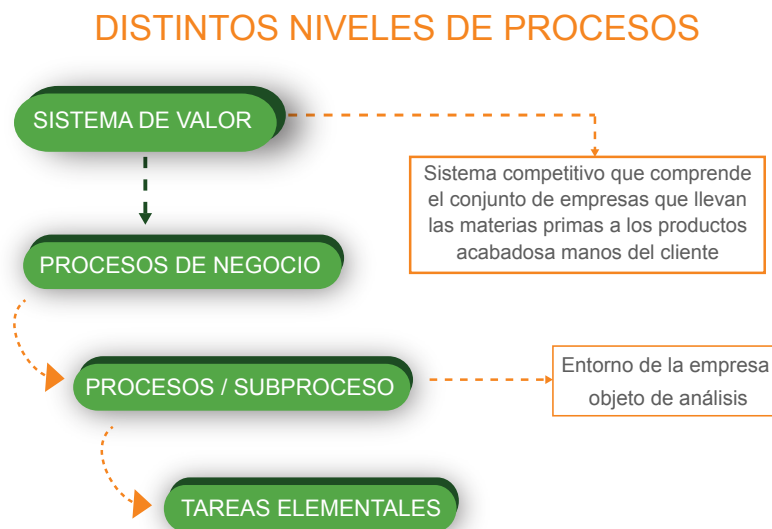 DISTINTOS NIVELES DE PROCESOS
SISTEMA DE VALOR
Sistema competitivo que comprende
el conjunto de empresas que llevan
las materias primas a los productos
acabadosa manos del cliente
PROCESOS DE NEGOCIO
PROCESOS / SUBPROCESO
Entorno de la empresa
objeto de análisis
TAREAS ELEMENTALES